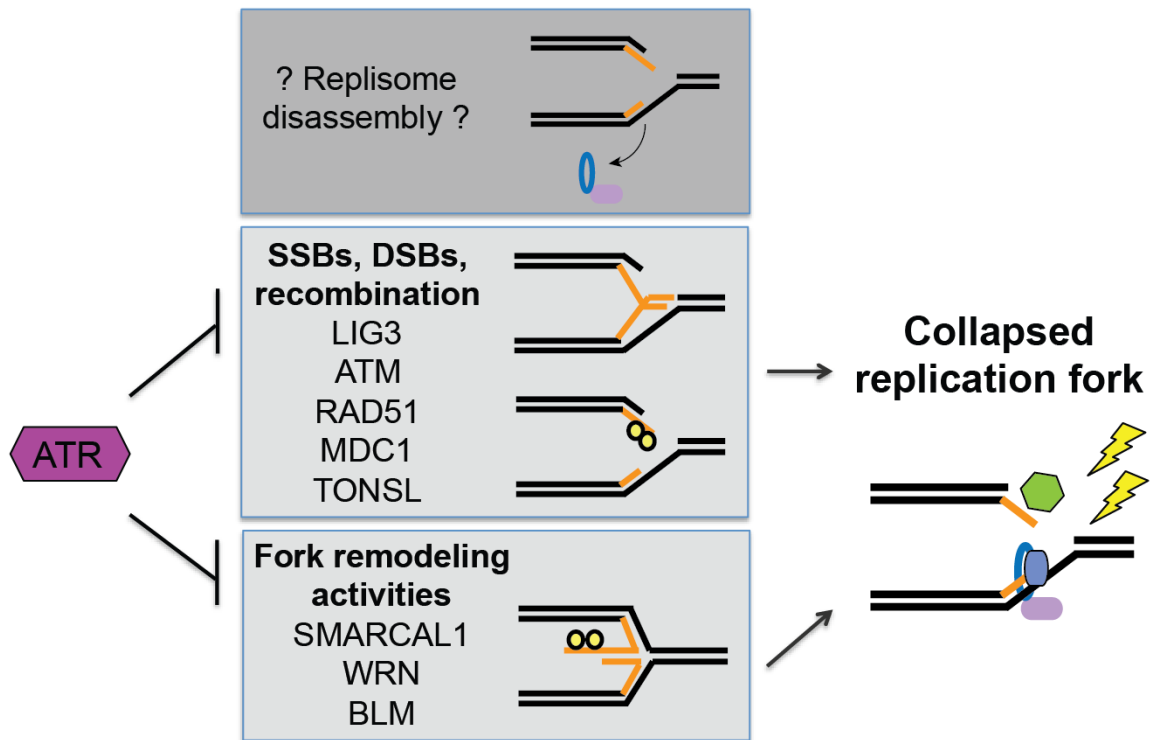 ? Replisome
disassembly ?
SSBs, DSBs,
recombination
LIG3
ATM
RAD51
MDC1
TONSL
ATR
Fork remodeling
activities
SMARCAL1
WRN
BLM
Collapsed
replication fork